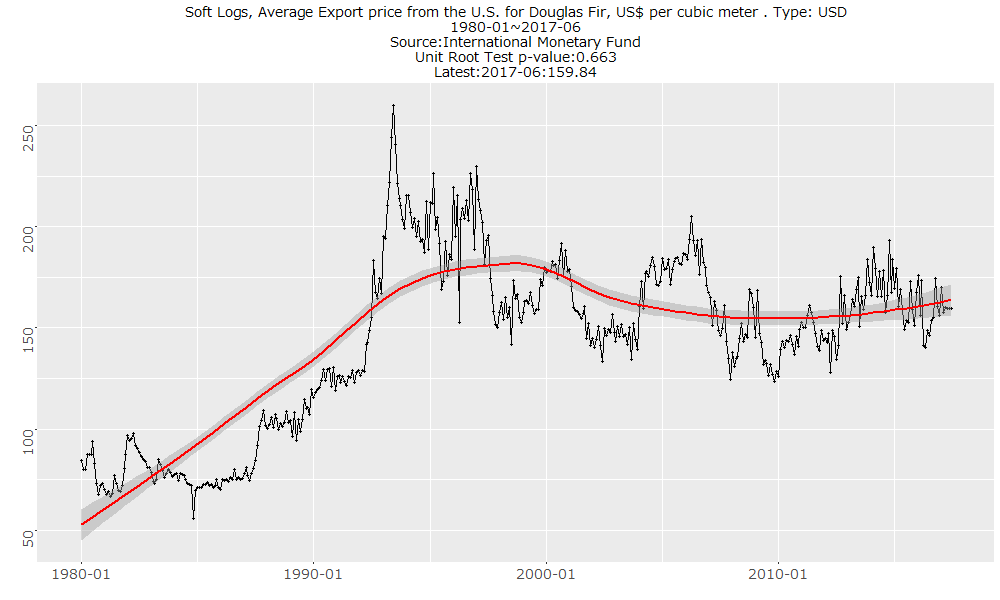 Soft Logs, Average Export price from the U.S. for Douglas Fir, US$ per cubic meter . Type: USD
1980-01~2017-06
Source:International Monetary Fund
Unit Root Test p-value:0.663
Latest:2017-06:159.84
250
200
150
100
50
1980-01
1990-01
2000-01
2010-01